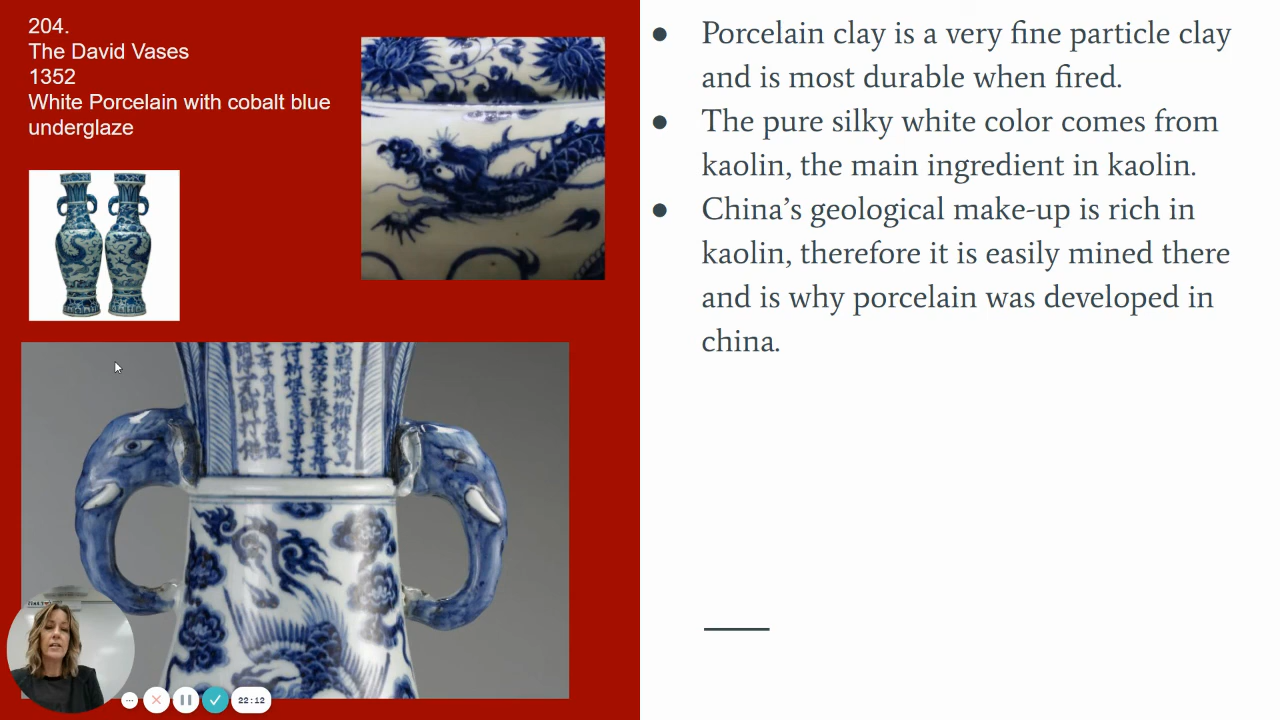 204.
The David Vases
1352
White Porcelain with cobalt blue
underglaze
● Porcelain clay is a very fine particle clay
and is most durable when fired.
● The pure silky white color comes from
kaolin, the main ingredient in kaolin.
● China’s geological make-up is rich in
kaolin, therefore it is easily mined there
and is why porcelain was developed in
china.
22:12